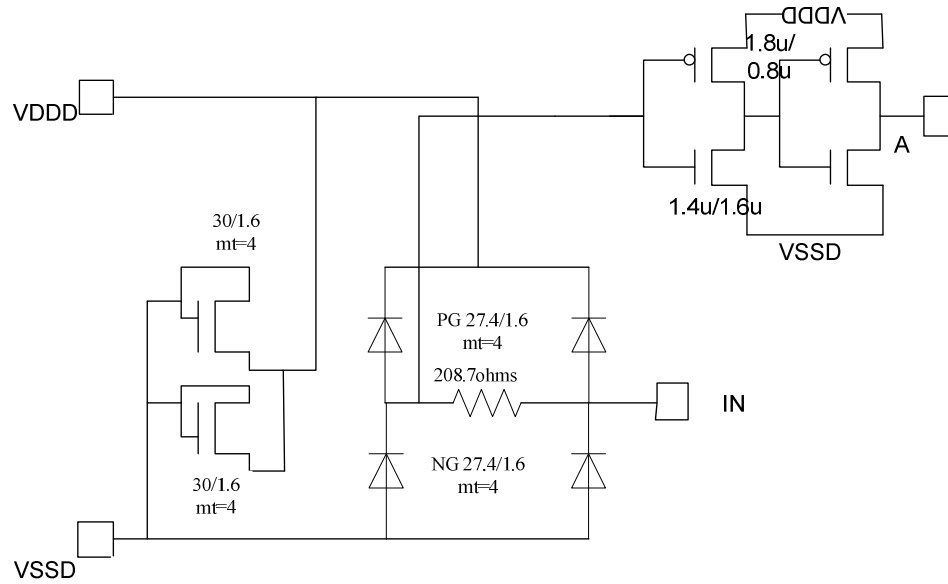 VDDD
1.8u/
0.8u
VDDD
A
30/1.6
mt=4
1.4u/1.6u
VSSD
PG 27.4/1.6
mt=4
208.7ohms
IN
NG 27.4/1.6
mt=4
30/1.6
mt=4
VSSD